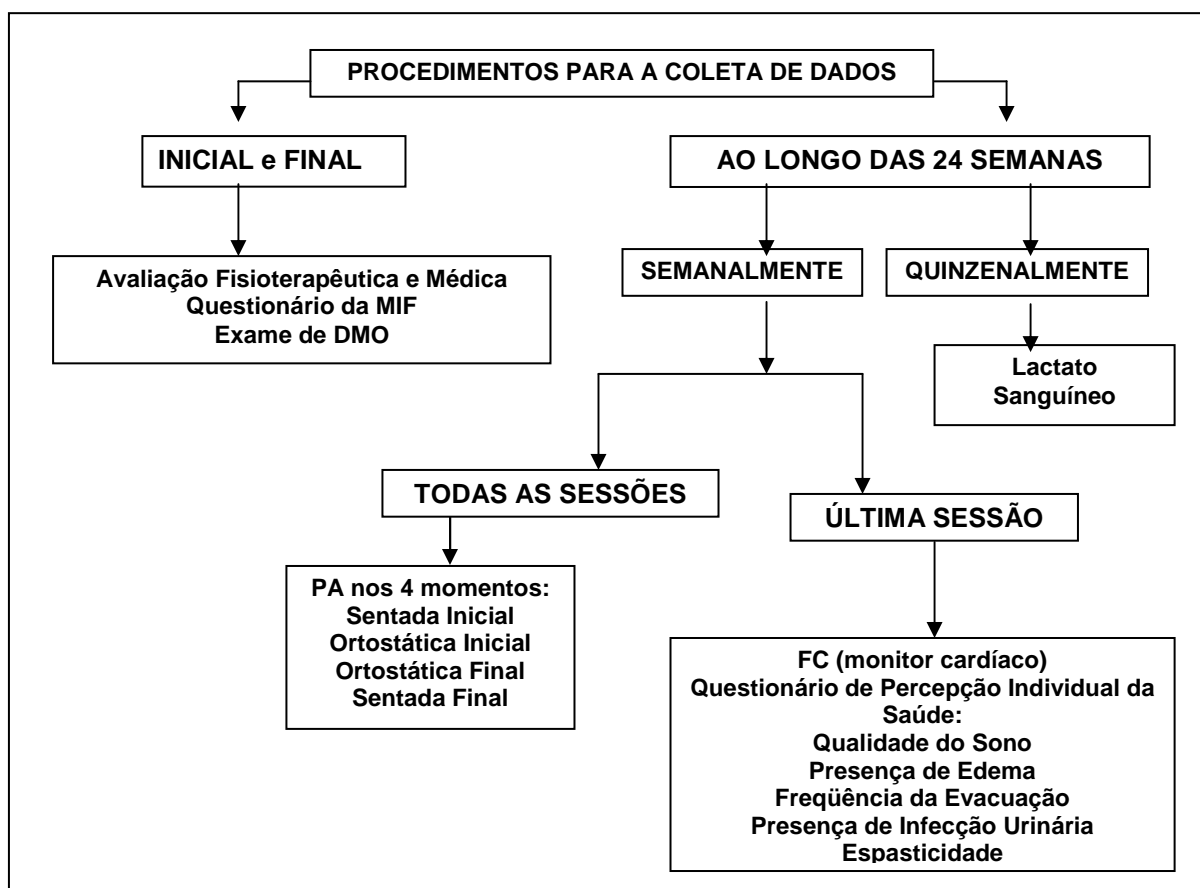 PROCEDIMENTOS PARA A COLETA DE DADOS
INICIAL e FINAL
AO LONGO DAS 24 SEMANAS
Avaliação Fisioterapêutica e Médica
Questionário da MIF
Exame de DMO
SEMANALMENTE
QUINZENALMENTE
Lactato
Sanguíneo
TODAS AS SESSÕES
ÚLTIMA SESSÃO
PA nos 4 momentos:
Sentada Inicial
Ortostática Inicial
Ortostática Final
Sentada Final
FC (monitor cardíaco)
Questionário de Percepção Individual da
Saúde:
Qualidade do Sono
Presença de Edema
Freqüência da Evacuação
Presença de Infecção Urinária
Espasticidade